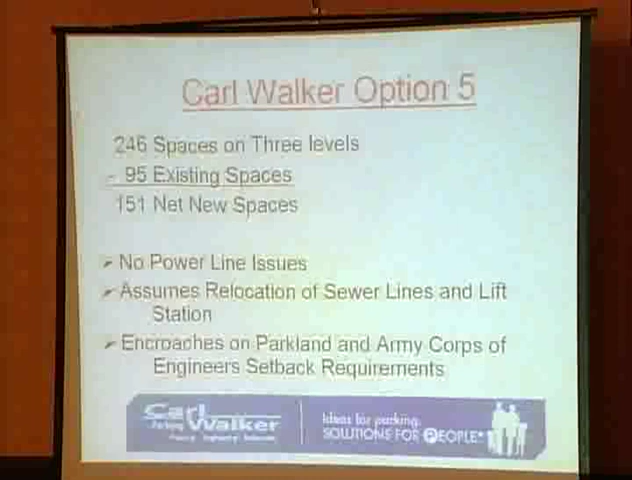 Carl Walker Option 5
246 Spaces on Three levels
- 95 Existing Spaces
151 Net New Spaces
➢ No Power Line Issues
➢ Assumes Relocation of Sewer Lines and Lift
Station
➢ Encroaches on Parkland and Army Corps of
Engineers Setback Requirements
Carl
Parking Walker
Ideas for parking.
SOLUTIONS FOR PEOPLE